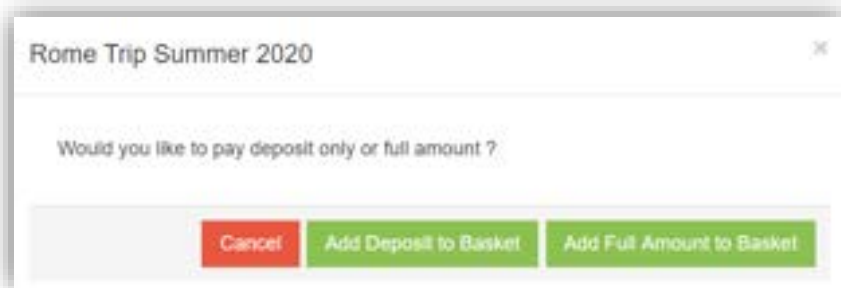 Rome Trip Summer 2020 ×
Would you like to pay deposit only or full amount ?
Cancel Add Deposit to Basket Add Full Amount to Basket